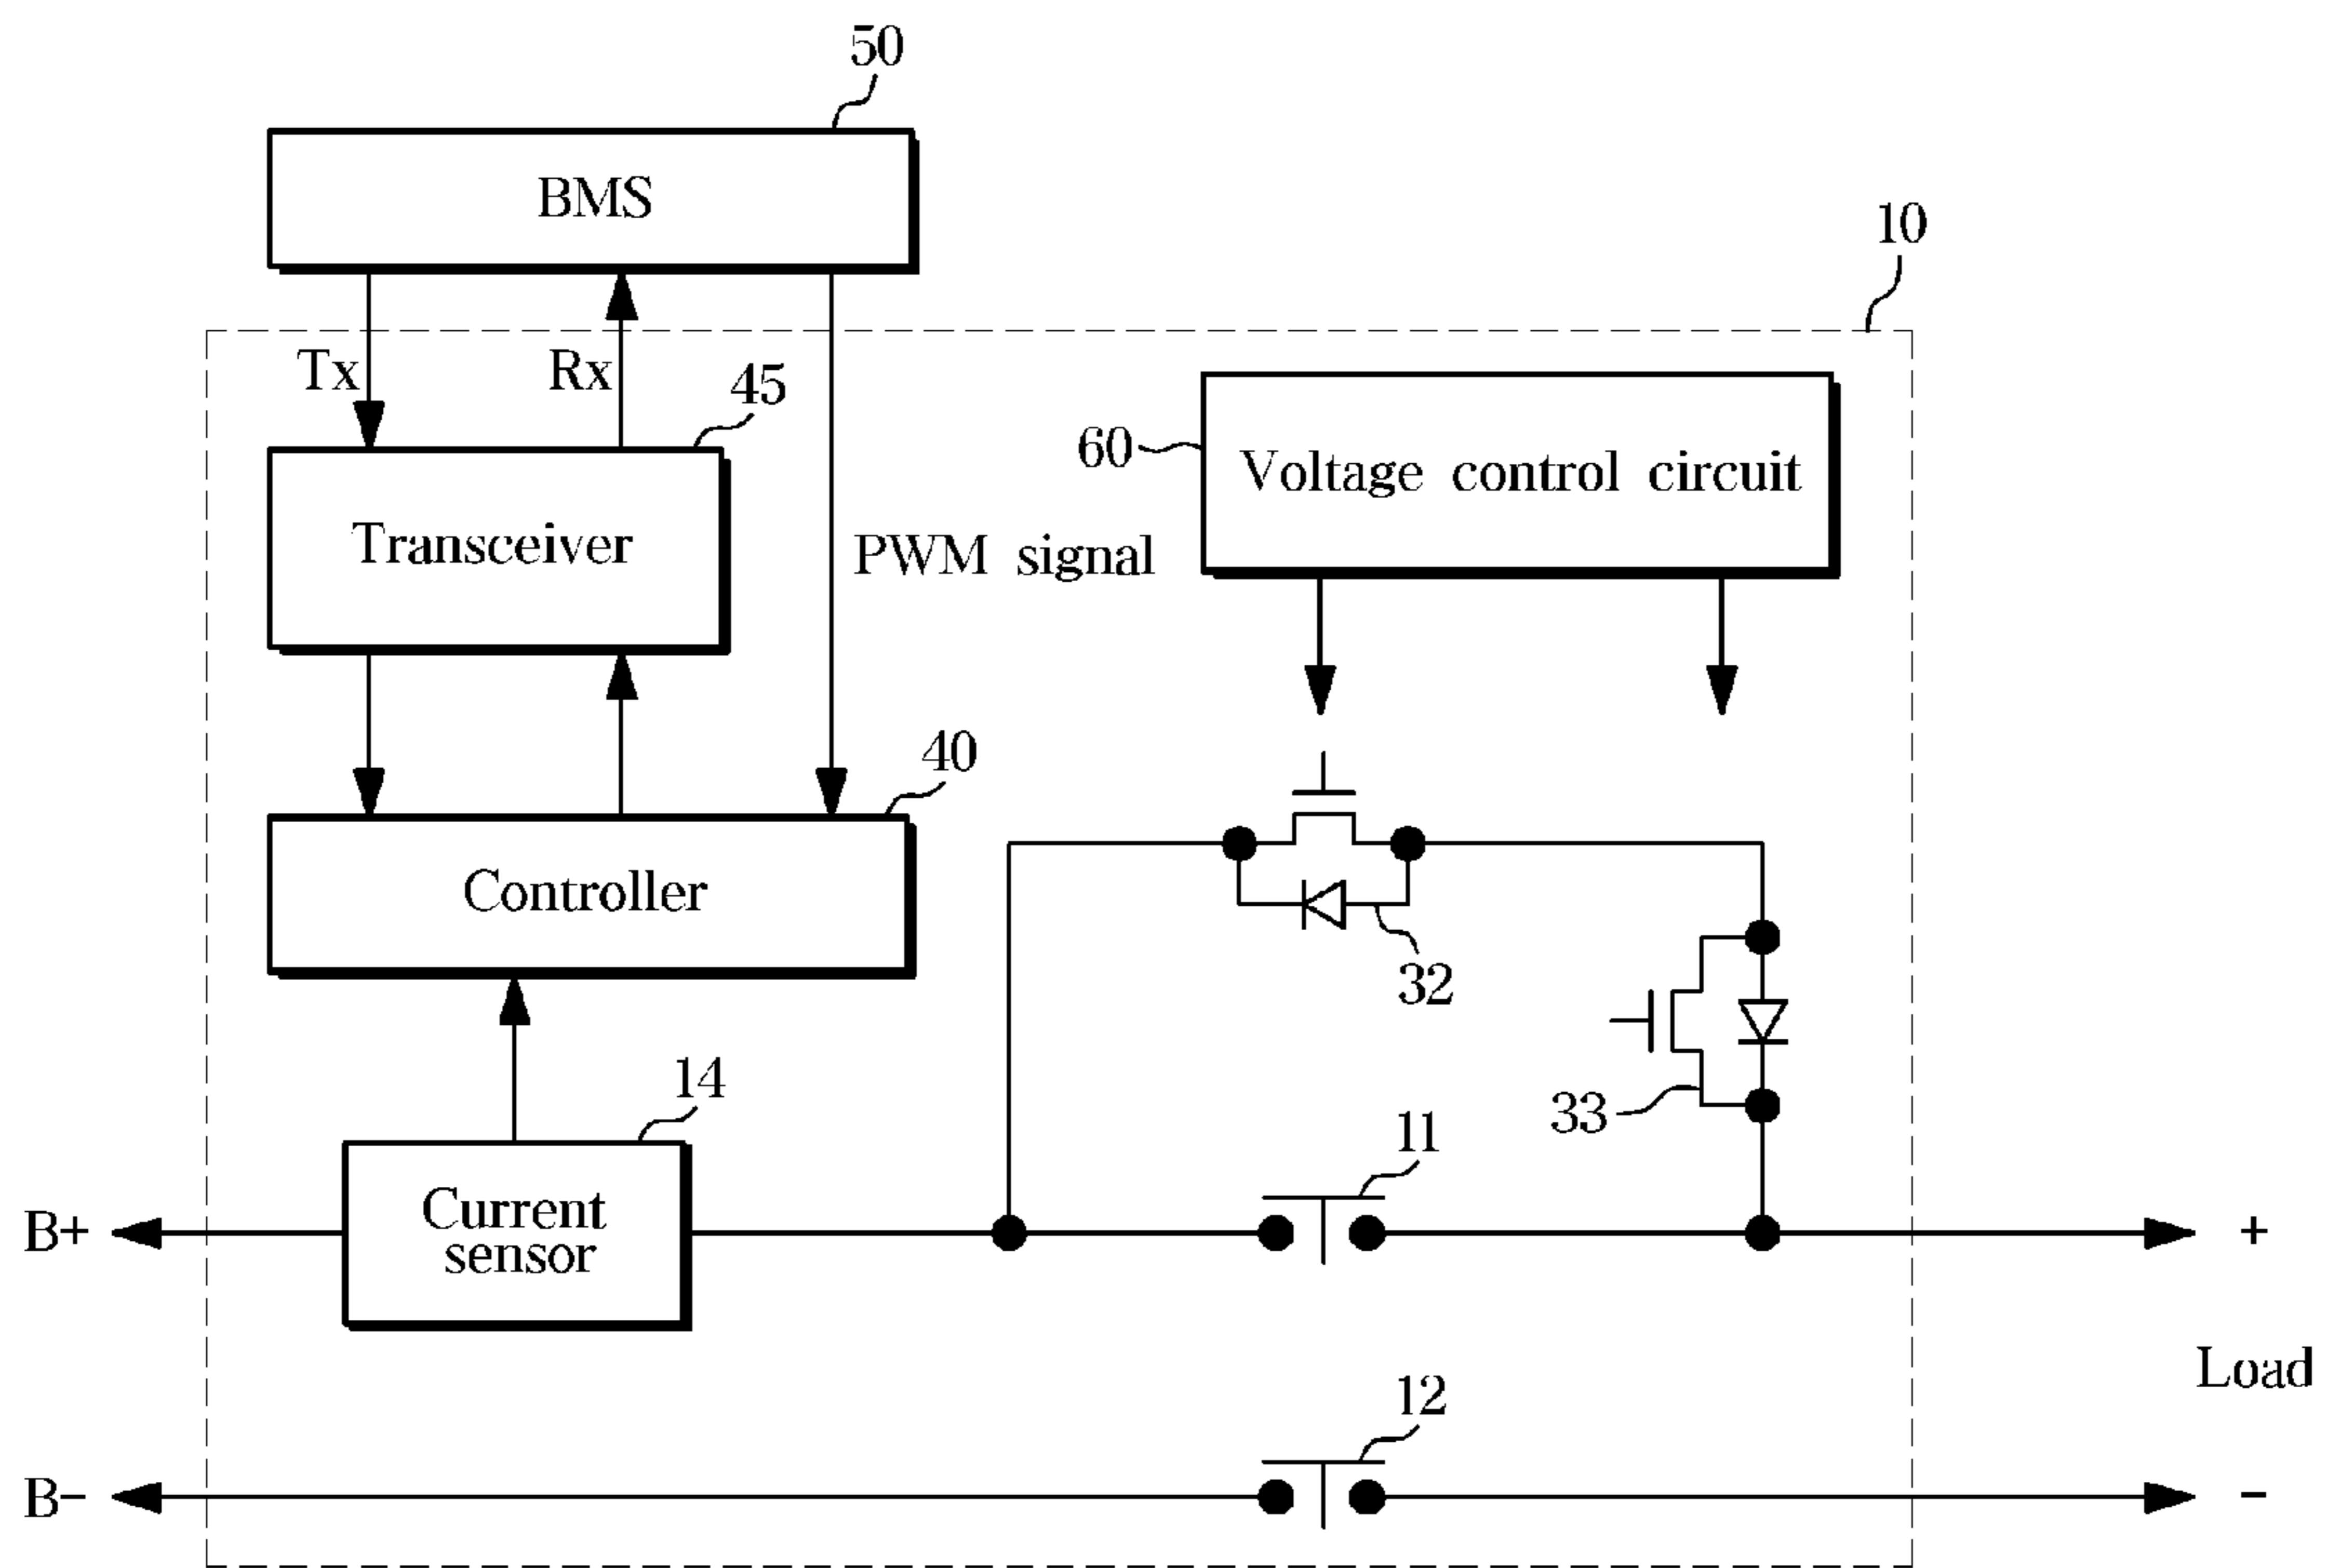 50
BMS
10
Tx
Rx
45
60
Voltage control circuit
Transceiver
PWM signal
40
Controller
32
14
33
11
Current
sensor
B+
+
Load
12
B−
−